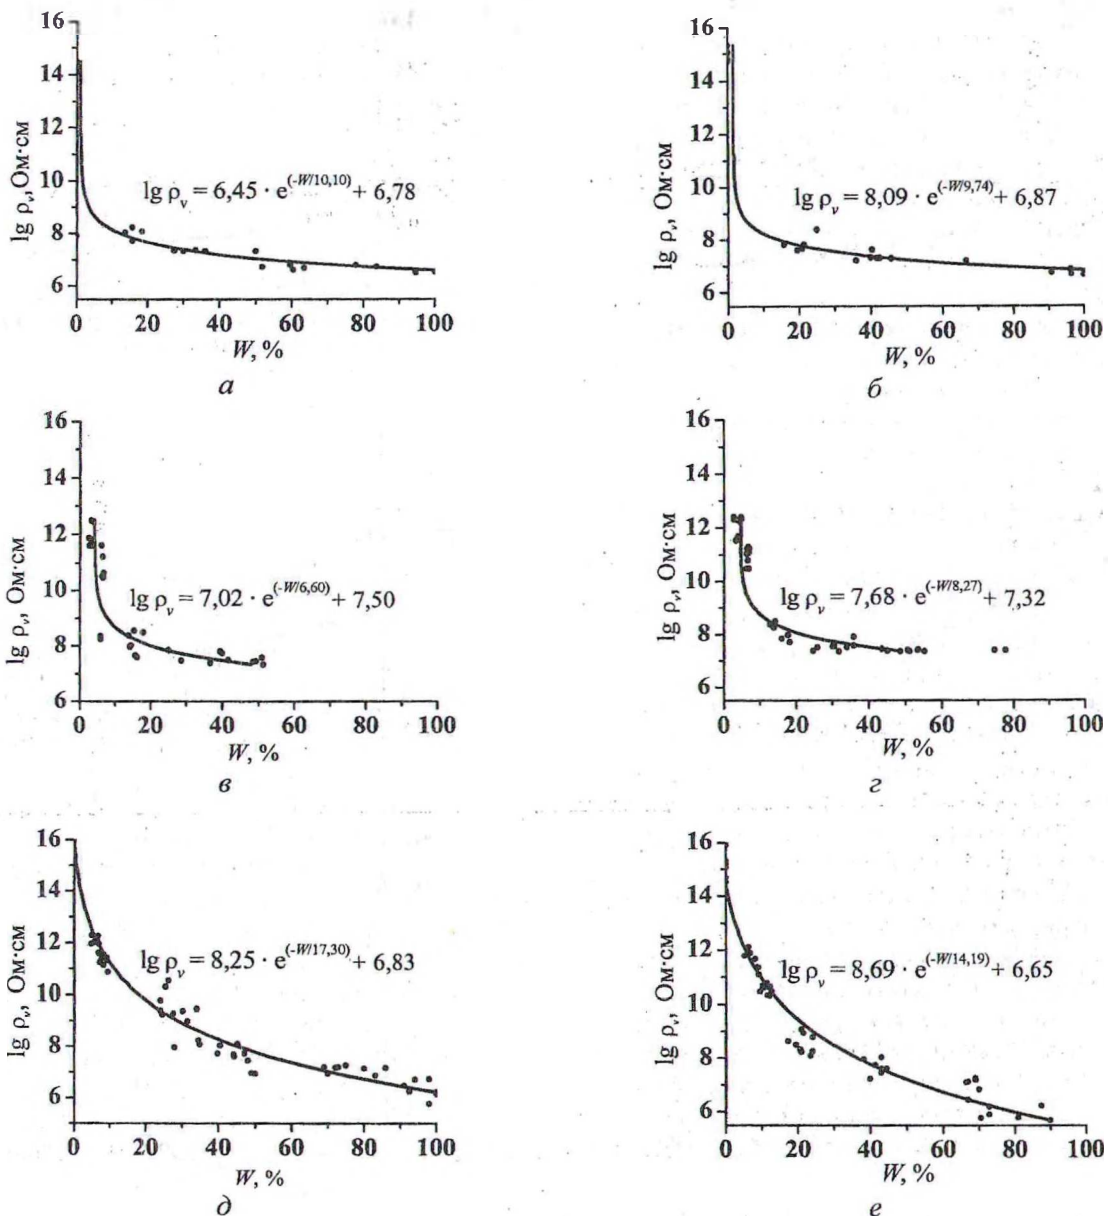 16
14
12
10
8
6
lg ρᵥ, Ом·см
lg ρᵥ = 6,45 · e^(-W/10,10) + 6,78
0 20 40 60 80 100
W, %
а
16
14
12
10
8
6
lg ρᵥ, Ом·см
lg ρᵥ = 8,09 · e^(-W/9,74) + 6,87
0 20 40 60 80 100
W, %
б
16
14
12
10
8
6
lg ρᵥ, Ом·см
lg ρᵥ = 7,02 · e^(-W/6,60) + 7,50
0 20 40 60 80 100
W, %
в
16
14
12
10
8
6
lg ρᵥ, Ом·см
lg ρᵥ = 7,68 · e^(-W/8,27) + 7,32
0 20 40 60 80 100
W, %
г
16
14
12
10
8
6
lg ρᵥ, Ом·см
lg ρᵥ = 8,25 · e^(-W/17,30) + 6,83
0 20 40 60 80 100
W, %
д
16
14
12
10
8
6
lg ρᵥ, Ом·см
lg ρᵥ = 8,69 · e^(-W/14,19) + 6,65
0 20 40 60 80 100
W, %
е